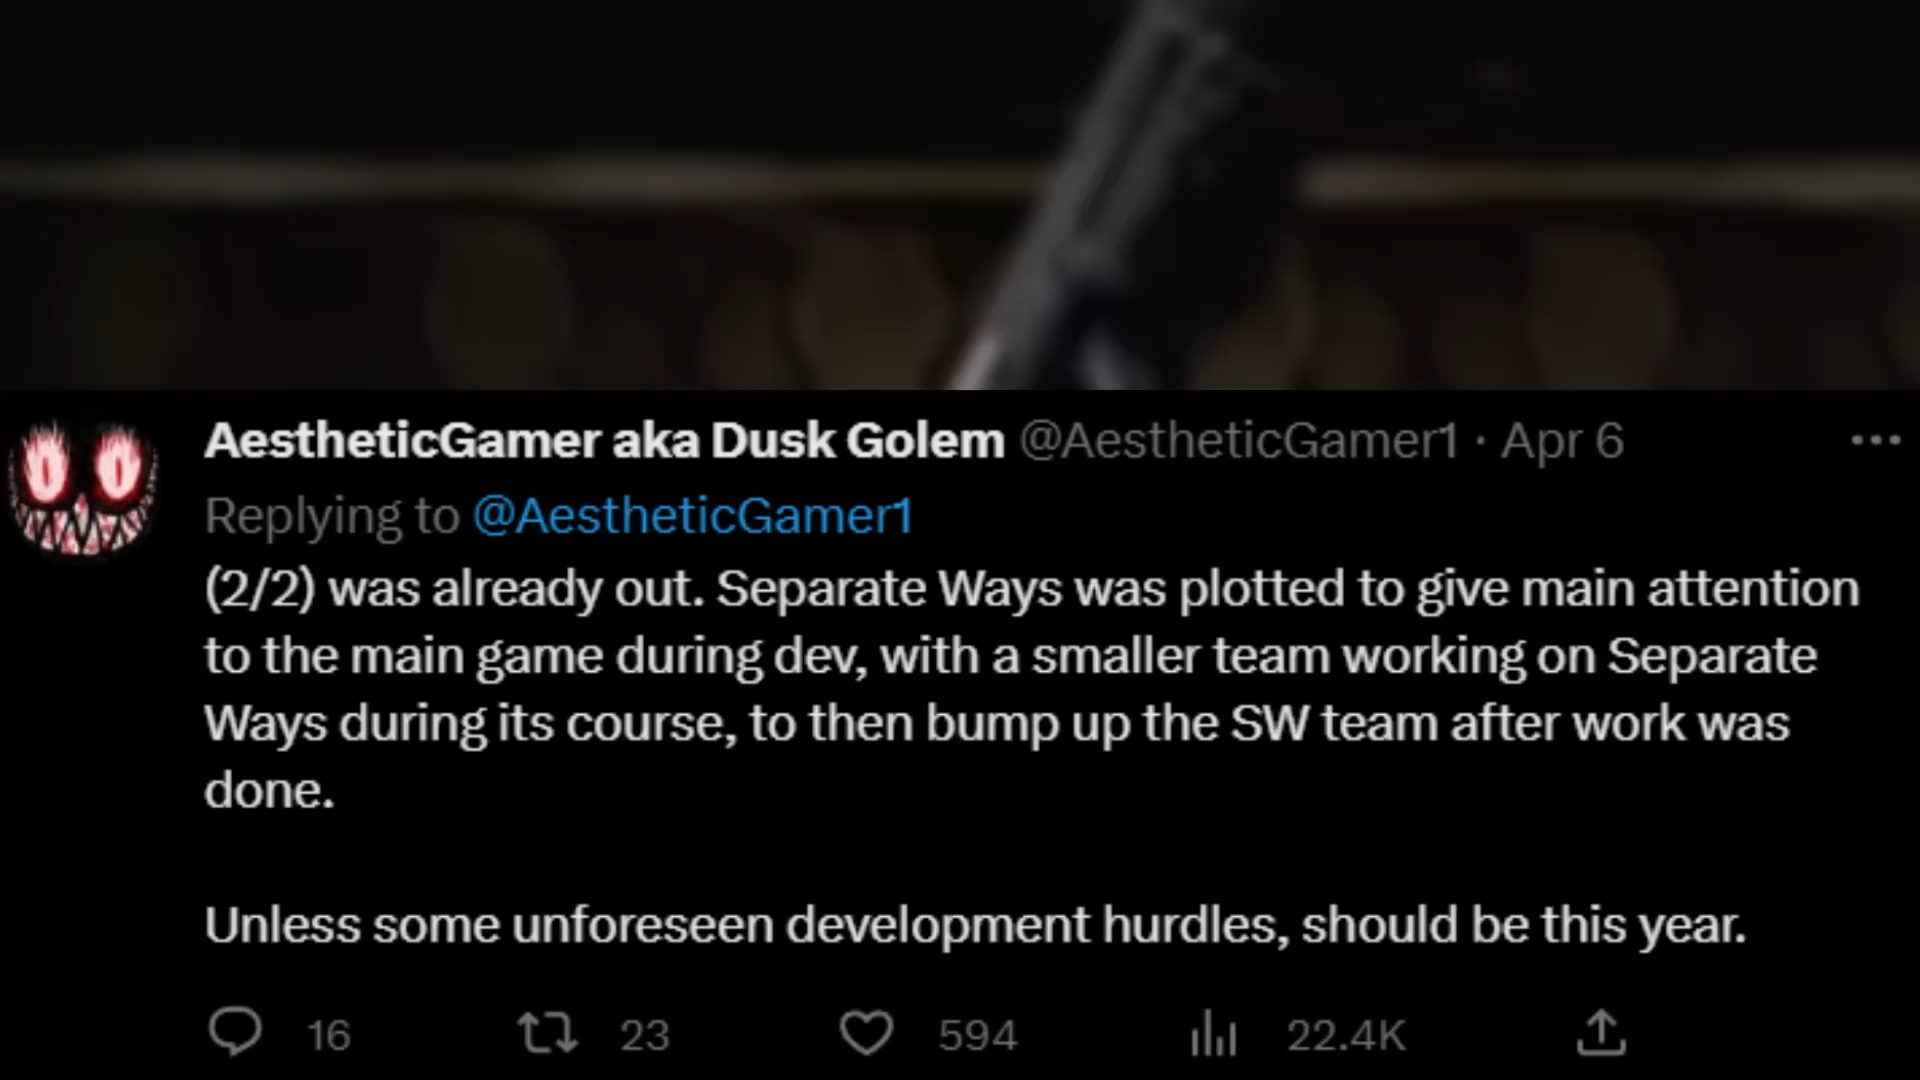 AestheticGamer aka Dusk Golem @AestheticGamer1 · Apr 6
Replying to @AestheticGamer1
(2/2) was already out. Separate Ways was plotted to give main attention
to the main game during dev, with a smaller team working on Separate
Ways during its course, to then bump up the SW team after work was
done.
Unless some unforeseen development hurdles, should be this year.
16 23 594 22.4K